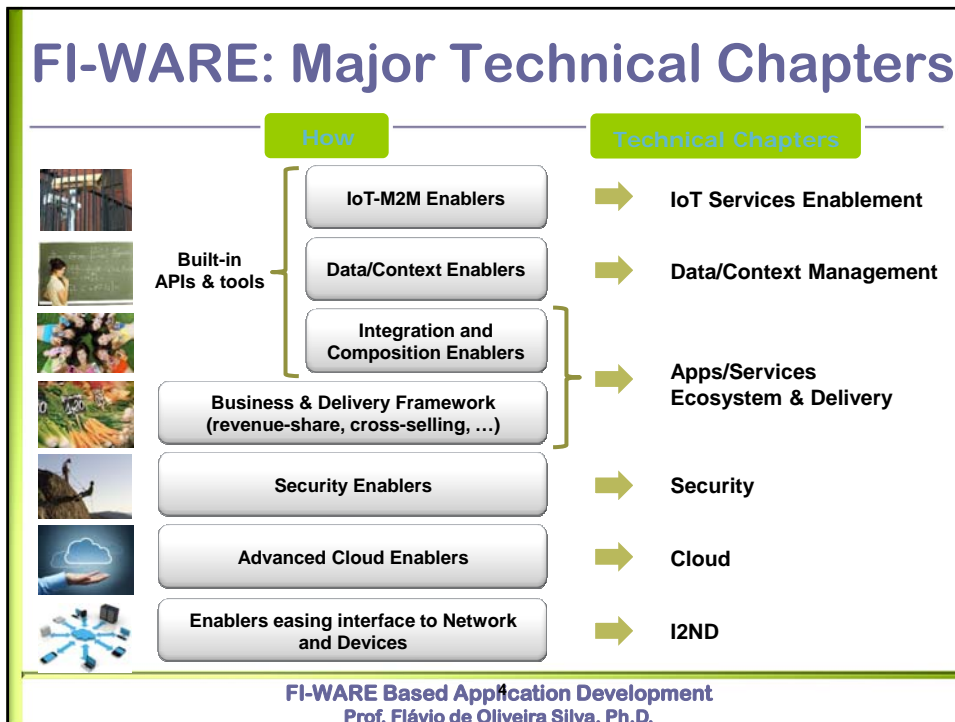 FI-WARE: Major Technical Chapters
How
Technical Chapters
IoT-M2M Enablers
IoT Services Enablement
Built-in
APIs & tools
Data/Context Enablers
Data/Context Management
Integration and
Composition Enablers
Apps/Services
Ecosystem & Delivery
Business & Delivery Framework
(revenue-share, cross-selling, …)
Security Enablers
Security
Advanced Cloud Enablers
Cloud
Enablers easing interface to Network
and Devices
I2ND
FI-WARE Based Application Development
4
Prof. Flávio de Oliveira Silva, Ph.D.